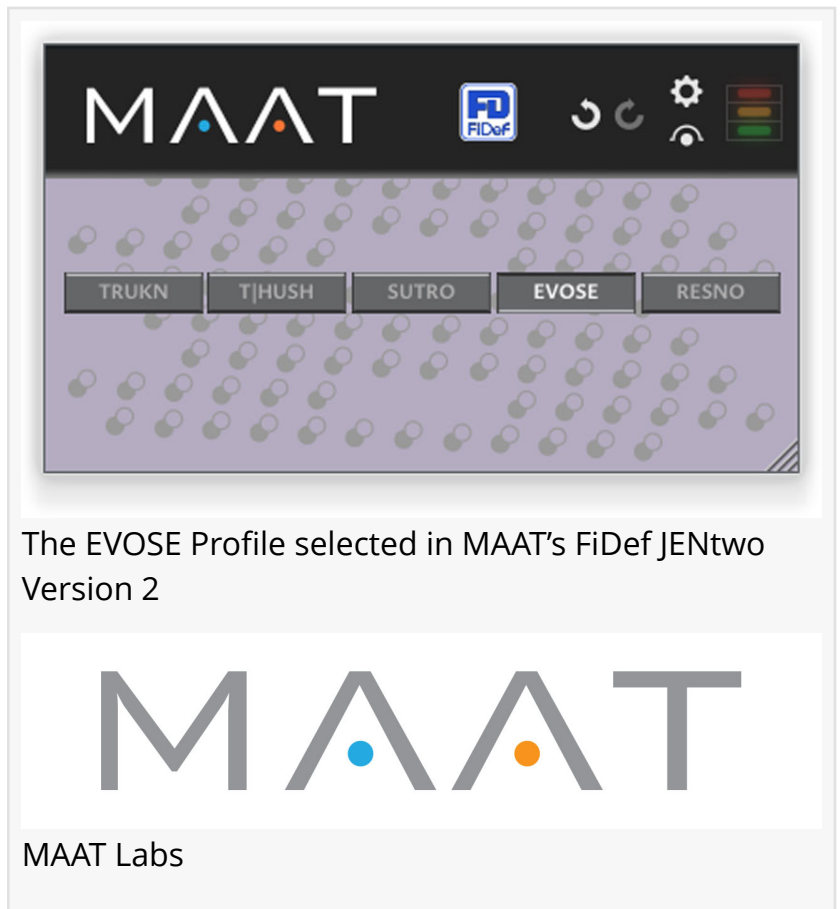 MAAT
FD
FiDef
TRUKN T|HUSH SUTRO EVOSE RESNO
The EVOSE Profile selected in MAAT’s FiDef JENtwo
Version 2
MAAT
MAAT Labs